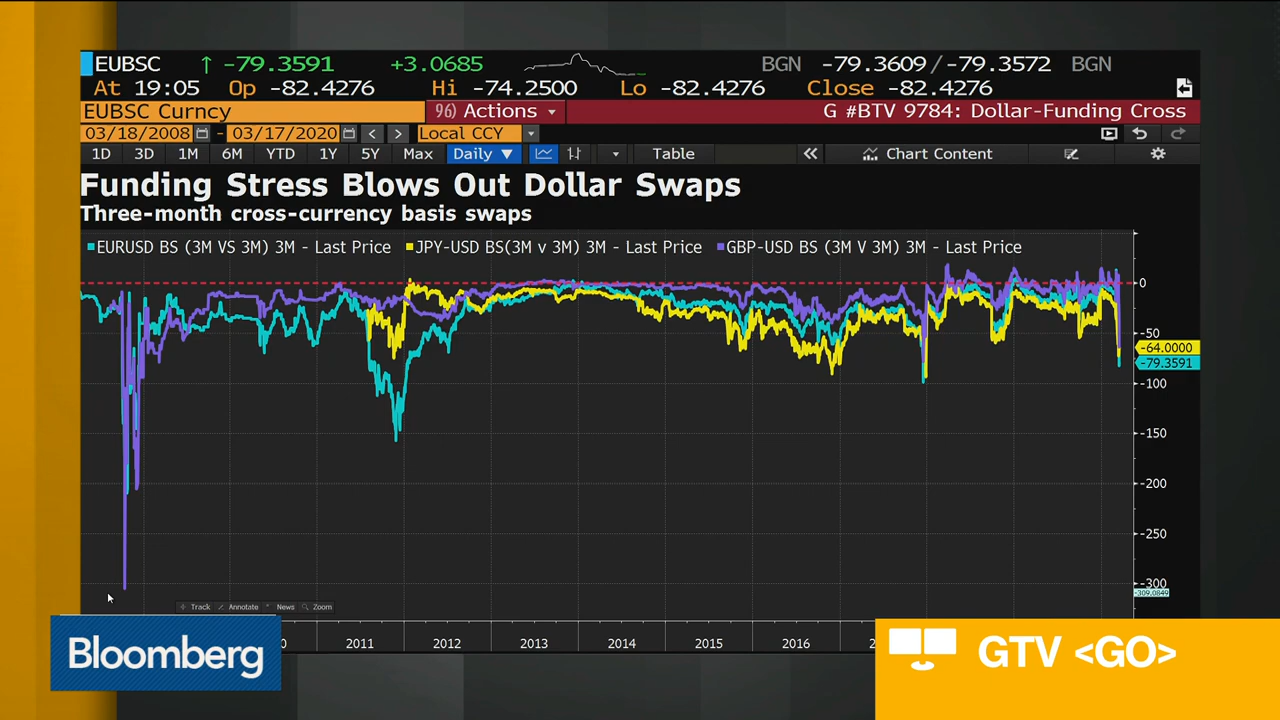 EUBSC ↑ -79.3591 +3.0685 BGN -79.3609/-79.3572 BGN
At 19:05 Op -82.4276 Hi -74.2500 Lo -82.4276 Close -82.4276
EUBSC Curncy 96) Actions G #BTV 9784: Dollar-Funding Cross
03/18/2008 - 03/17/2020 < > Local CCY
1D 3D 1M 6M YTD 1Y 5Y Max Daily ▼ Table « Chart Content
Funding Stress Blows Out Dollar Swaps
Three-month cross-currency basis swaps
EURUSD BS (3M VS 3M) 3M - Last Price JPY-USD BS(3M v 3M) 3M - Last Price GBP-USD BS (3M V 3M) 3M - Last Price
0
-50
-64.0000
-79.3591
-100
-150
-200
-250
-300
-309.0849
Track Annotate News Zoom
0 2011 2012 2013 2014 2015 2016 2
Bloomberg
GTV <GO>